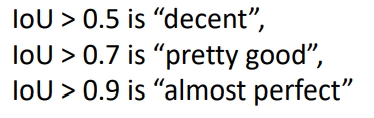 IoU > 0.5 is “decent”,
IoU > 0.7 is “pretty good”,
IoU > 0.9 is “almost perfect”